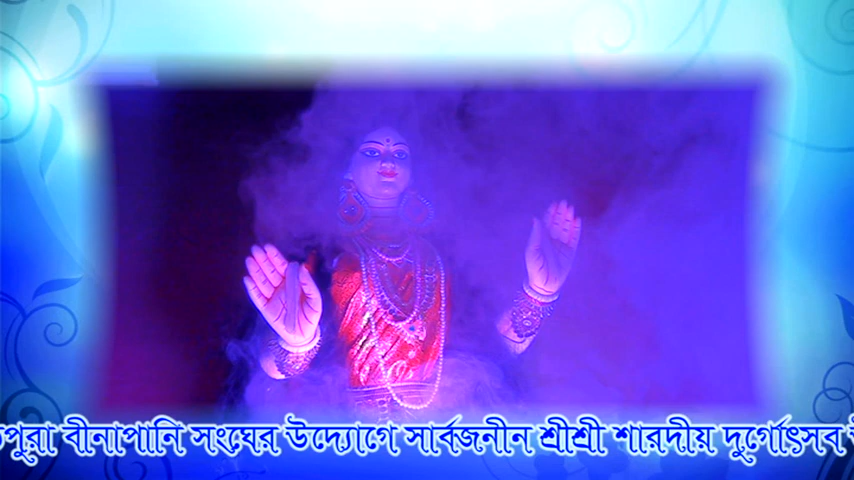 বীনাপানি সংঘের উদ্যোগে সার্বজনীন শ্রীশ্রী শারদীয় দুর্গোৎসব